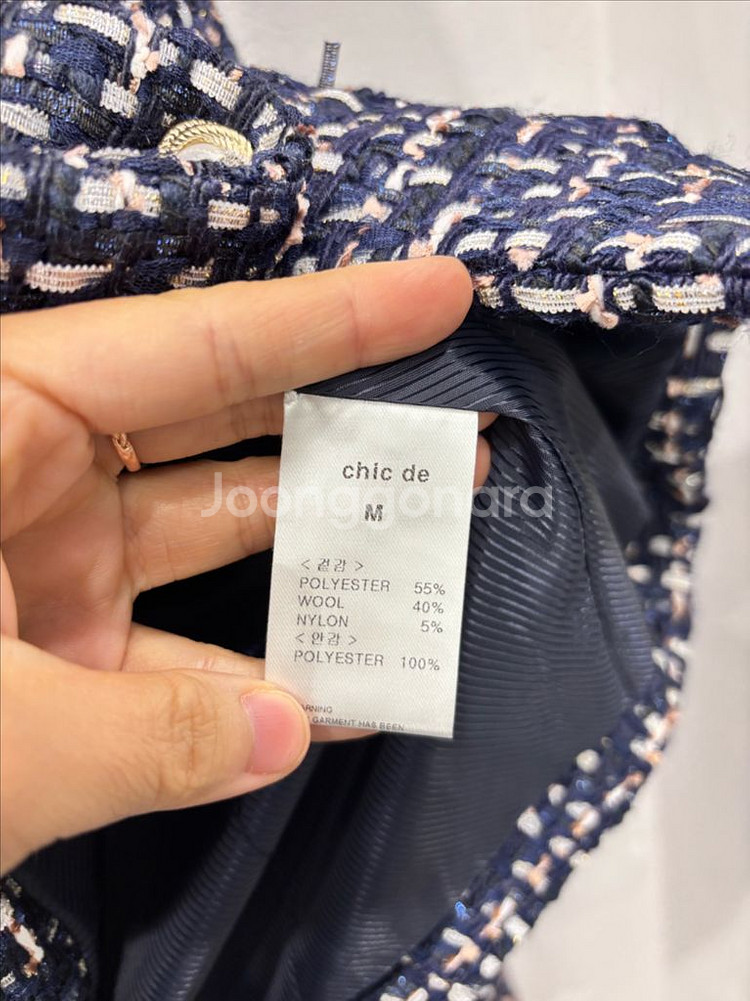 chic de
Joonggonara
M
< 겉감 >
POLYESTER 55%
WOOL 40%
NYLON 5%
< 안감 >
POLYESTER 100%
GARMENT HAS BEEN